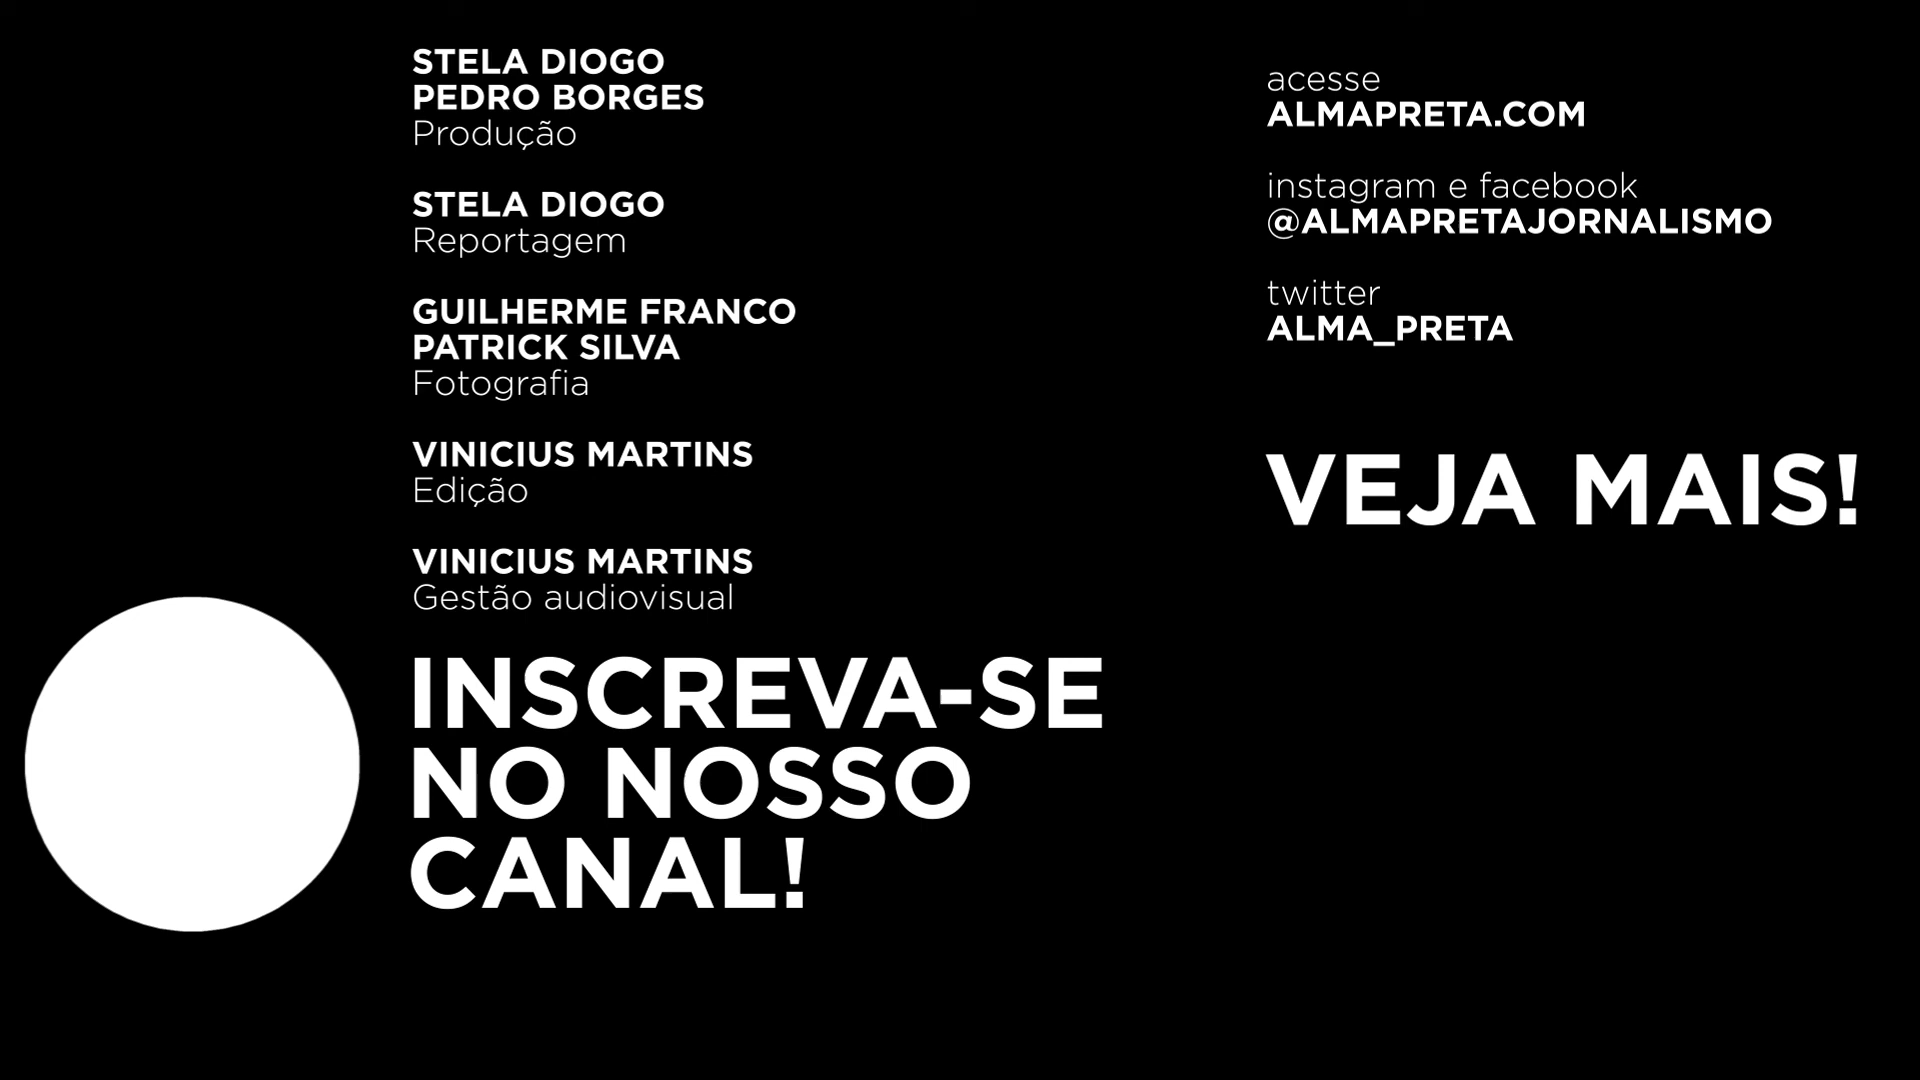 STELA DIOGO
PEDRO BORGES
Produção
STELA DIOGO
Reportagem
GUILHERME FRANCO
PATRICK SILVA
Fotografia
VINICIUS MARTINS
Edição
VINICIUS MARTINS
Gestão audiovisual
INSCREVA-SE
NO NOSSO
CANAL!
acesse
ALMAPRETA.COM
instagram e facebook
@ALMAPRETAJORNALISMO
twitter
ALMA_PRETA
VEJA MAIS!